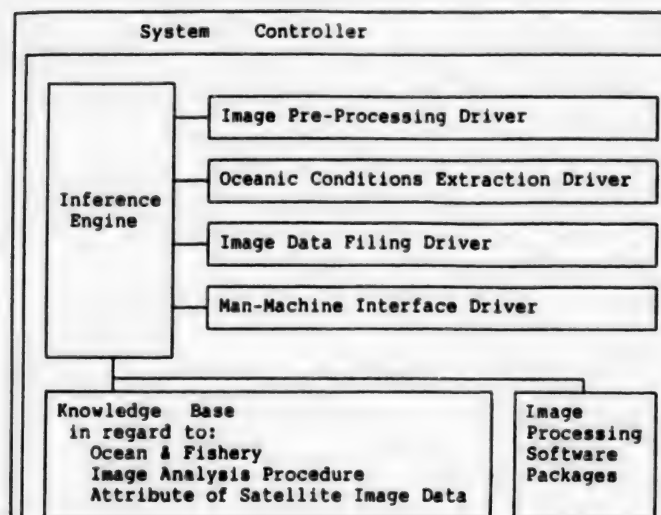 System Controller
Image Pre-Processing Driver
Oceanic Conditions Extraction Driver
Inference
Engine
Image Data Filing Driver
Man-Machine Interface Driver
Knowledge Base
in regard to:
Ocean & Fishery
Image Analysis Procedure
Attribute of Satellite Image Data
Image
Processing
Software
Packages